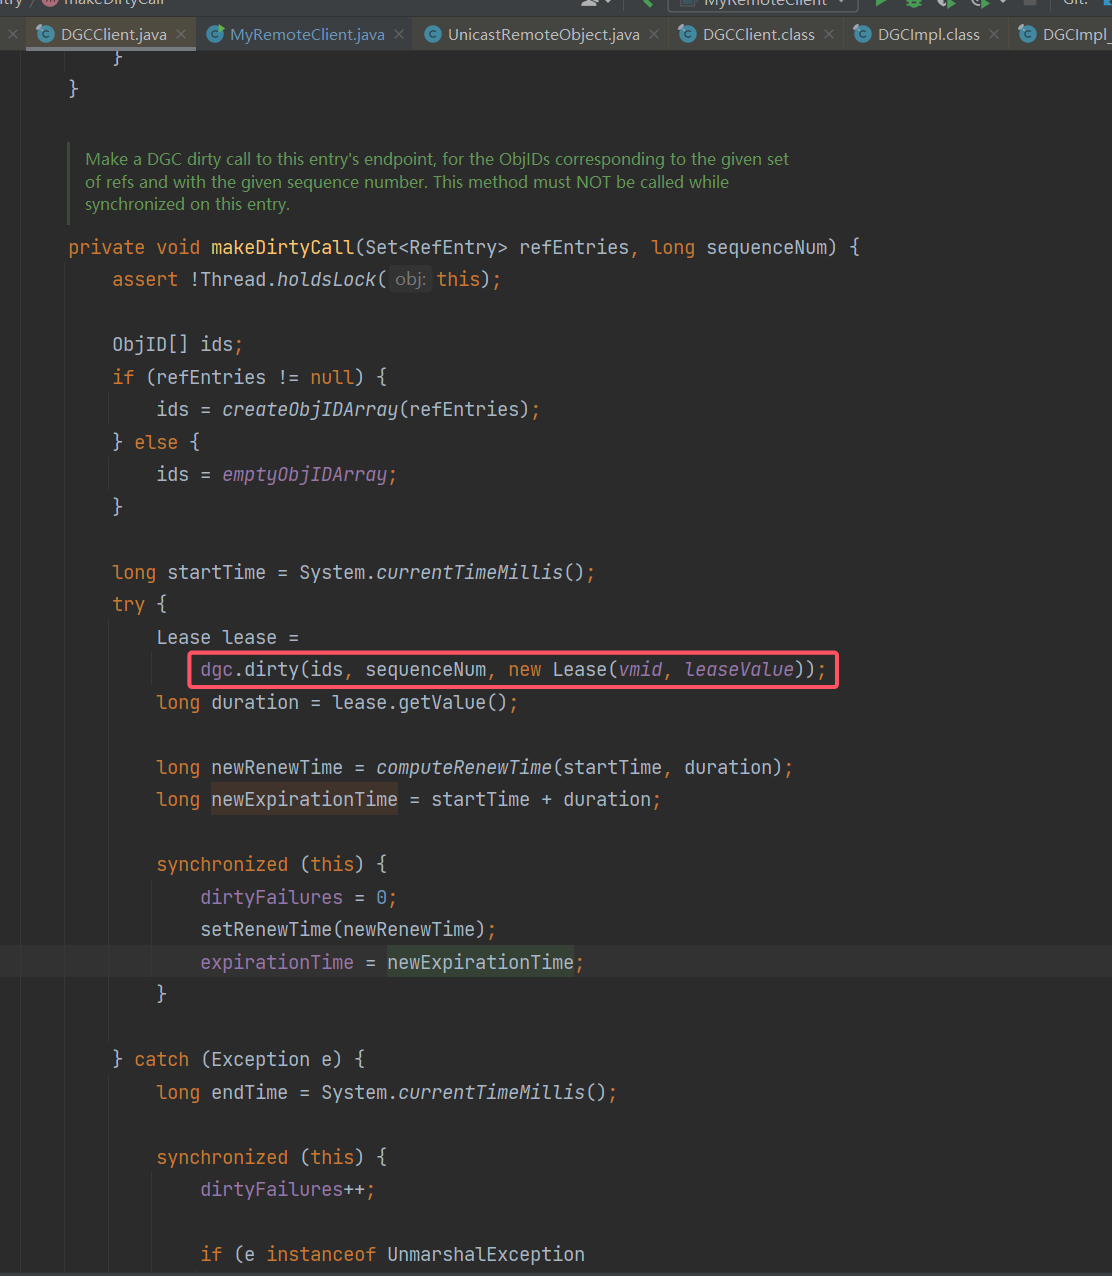 makeDirtyCall
MyRemoteClient
Git:
DGCClient.java
MyRemoteClient.java
UnicastRemoteObject.java
DGCClient.class
DGCImpl.class
DGCImpl_
}
}
Make a DGC dirty call to this entry's endpoint, for the ObjIDs corresponding to the given set
of refs and with the given sequence number. This method must NOT be called while
synchronized on this entry.
private void makeDirtyCall(Set<RefEntry> refEntries, long sequenceNum) {
assert !Thread.holdsLock( obj: this);
ObjID[] ids;
if (refEntries != null) {
ids = createObjIDArray(refEntries);
} else {
ids = emptyObjIDArray;
}
long startTime = System.currentTimeMillis();
try {
Lease lease =
dgc.dirty(ids, sequenceNum, new Lease(vmid, leaseValue));
long duration = lease.getValue();
long newRenewTime = computeRenewTime(startTime, duration);
long newExpirationTime = startTime + duration;
synchronized (this) {
dirtyFailures = 0;
setRenewTime(newRenewTime);
expirationTime = newExpirationTime;
}
} catch (Exception e) {
long endTime = System.currentTimeMillis();
synchronized (this) {
dirtyFailures++;
if (e instanceof UnmarshalException